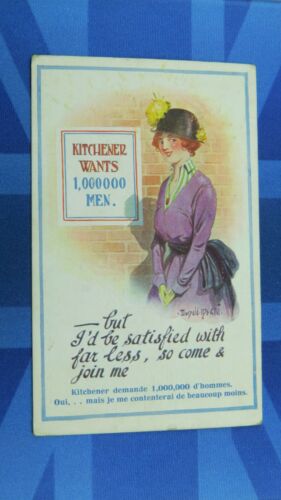 KITCHENER
WANTS
1,000000
MEN.
— but
I'd be satisfied with
far less, so come &
join me
Kitchener demande 1,000,000 d'hommes.
Oui, . . mais je me contenterai de beaucoup moins.